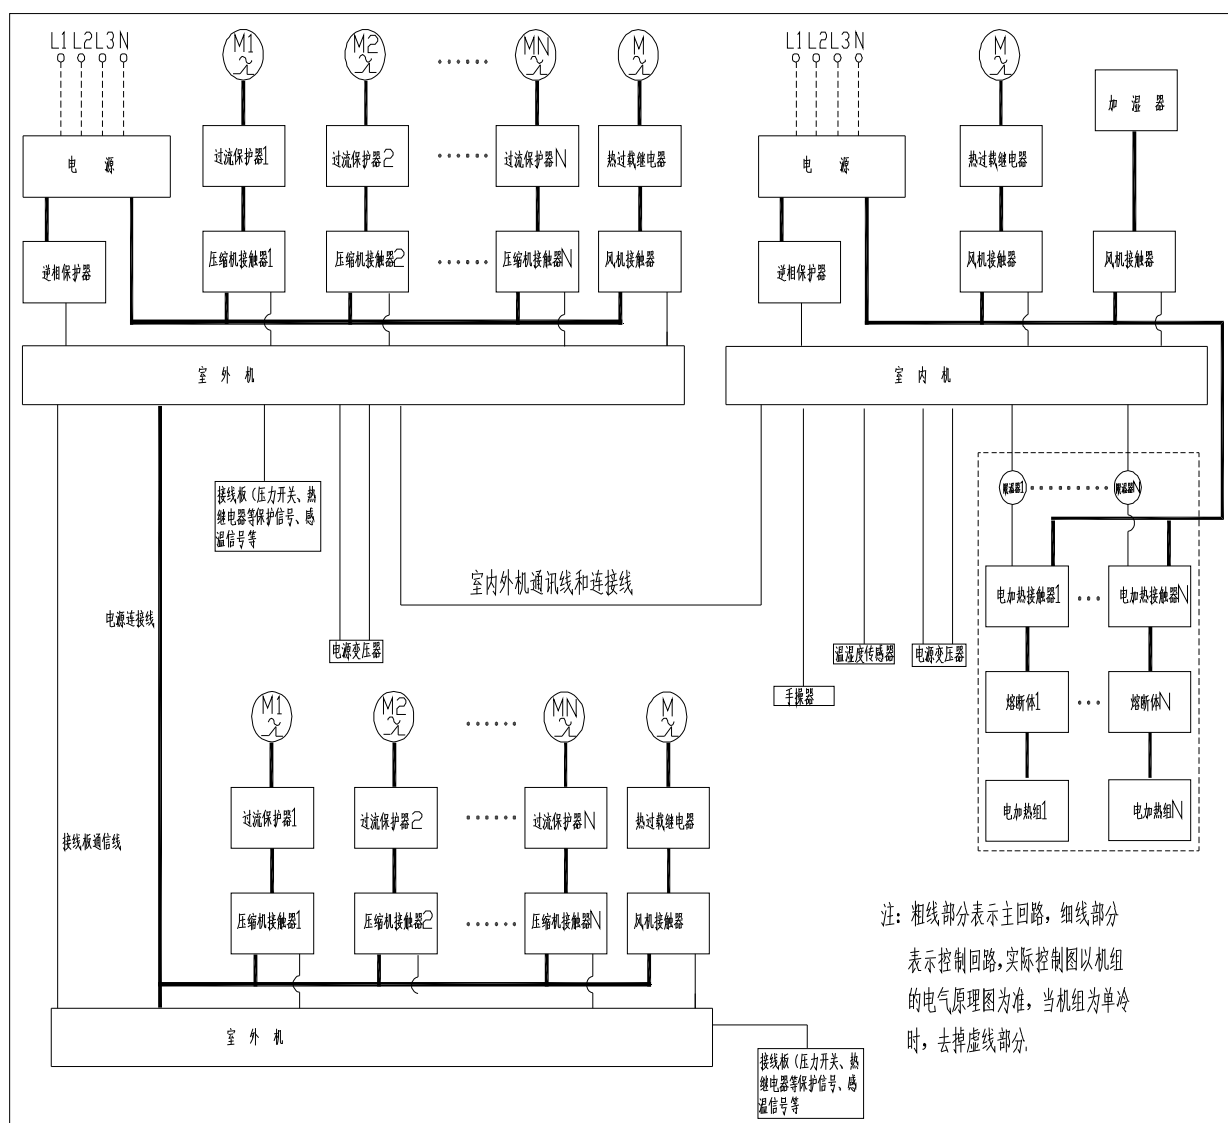 L1 L2 L3 N
M1
M2
MN
M
L1 L2 L3 N
M
加 湿 器
电 源
过流保护器1
过流保护器2
过流保护器N
热过载继电器
电 源
热过载继电器
逆相保护器
压缩机接触器1
压缩机接触器2
压缩机接触器N
风机接触器
逆相保护器
风机接触器
风机接触器
室 外 机
室 内 机
接线板（压力开关、热
继电器等保护信号、感
温信号等
限温器1
限温器N
室内外机通讯线和连接线
电加热接触器1
电加热接触器N
电源连接线
电源变压器
温湿度传感器
电源变压器
手操器
熔断体1
熔断体N
M1
M2
MN
M
电加热组1
电加热组N
过流保护器1
过流保护器2
过流保护器N
热过载继电器
接线板通信线
压缩机接触器1
压缩机接触器2
压缩机接触器N
风机接触器
注：粗线部分表示主回路，细线部分
表示控制回路,实际控制图以机组
的电气原理图为准，当机组为单冷
时，去掉虚线部分.
室 外 机
接线板（压力开关、热
继电器等保护信号、感
温信号等